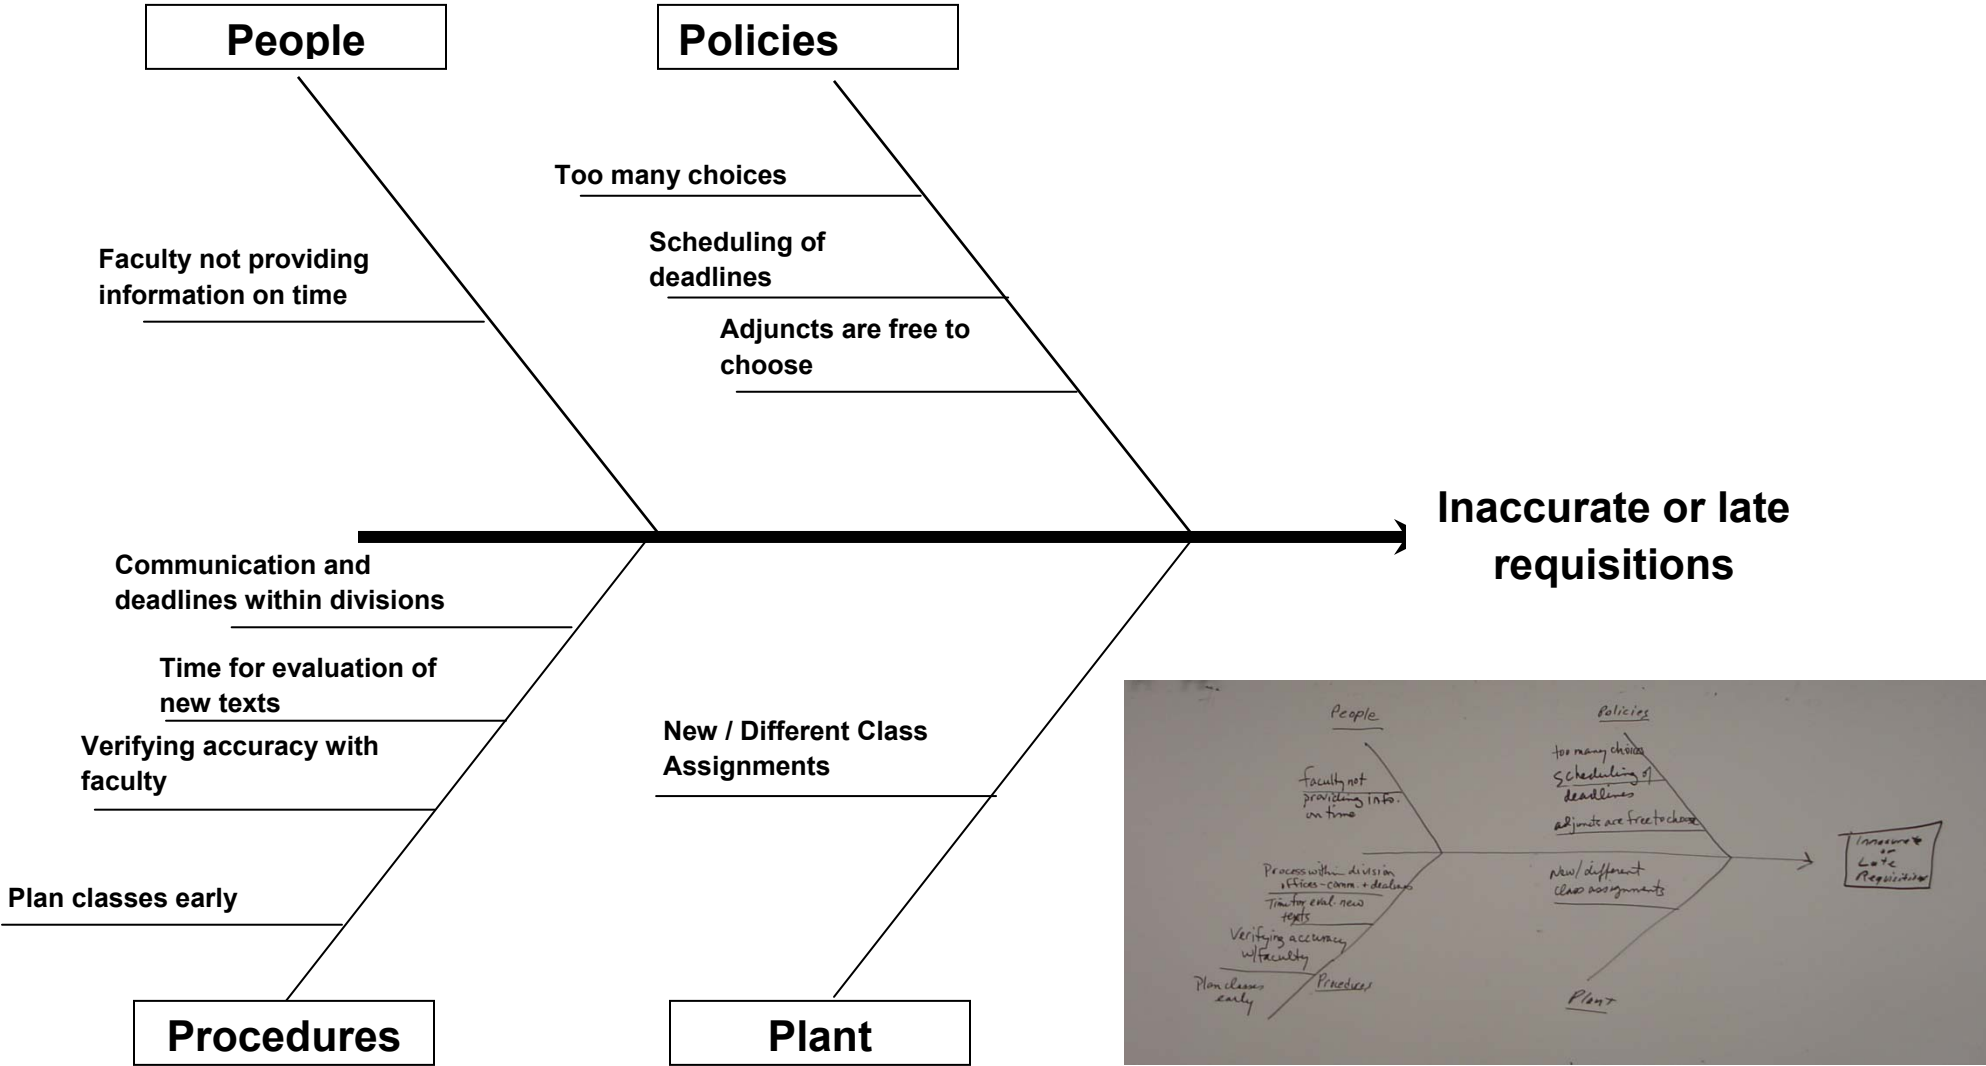 People
Policies
Too many choices
Scheduling of
deadlines
Faculty not providing
information on time
Adjuncts are free to
choose
Inaccurate or late
requisitions
Communication and
deadlines within divisions
Time for evaluation of
new texts
Verifying accuracy with
faculty
Plan classes early
New / Different Class
Assignments
Procedures
Plant
People
Policies
too many choices
scheduling of
deadlines
adjuncts are free to choose
faculty not
providing info.
on time
Process within division
offices - comm. +
Time for eval. new
texts
Verifying accuracy
w/faculty
Plan classes
early
Procedures
New/different
class assignments
Plant
or
Late